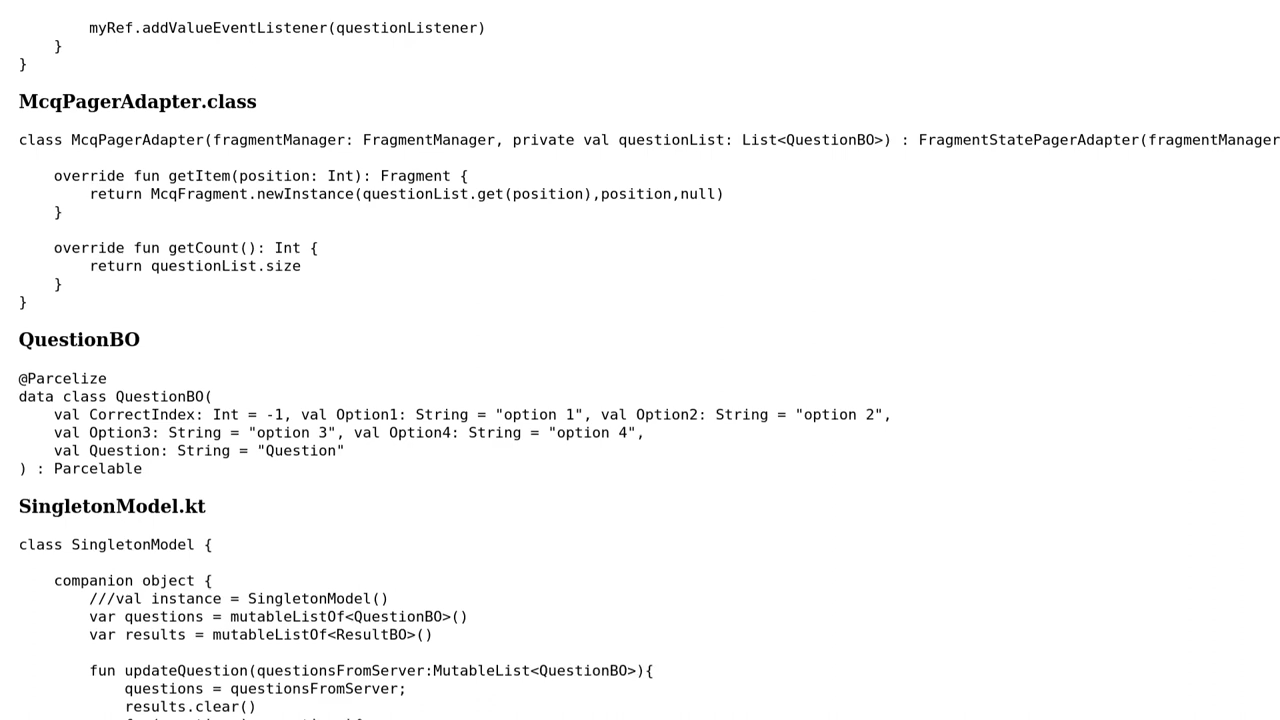 myRef.addValueEventListener(questionListener)
    }
}
McqPagerAdapter.class
class McqPagerAdapter(fragmentManager: FragmentManager, private val questionList: List<QuestionBO>) : FragmentStatePagerAdapter(fragmentManager
    override fun getItem(position: Int): Fragment {
        return McqFragment.newInstance(questionList.get(position),position,null)
    }
    override fun getCount(): Int {
        return questionList.size
    }
}
QuestionBO
@Parcelize
data class QuestionBO(
    val CorrectIndex: Int = -1, val Option1: String = "option 1", val Option2: String = "option 2",
    val Option3: String = "option 3", val Option4: String = "option 4",
    val Question: String = "Question"
) : Parcelable
SingletonModel.kt
class SingletonModel {
    companion object {
        ///val instance = SingletonModel()
        var questions = mutableListOf<QuestionBO>()
        var results = mutableListOf<ResultBO>()
        fun updateQuestion(questionsFromServer:MutableList<QuestionBO>){
            questions = questionsFromServer;
            results.clear()